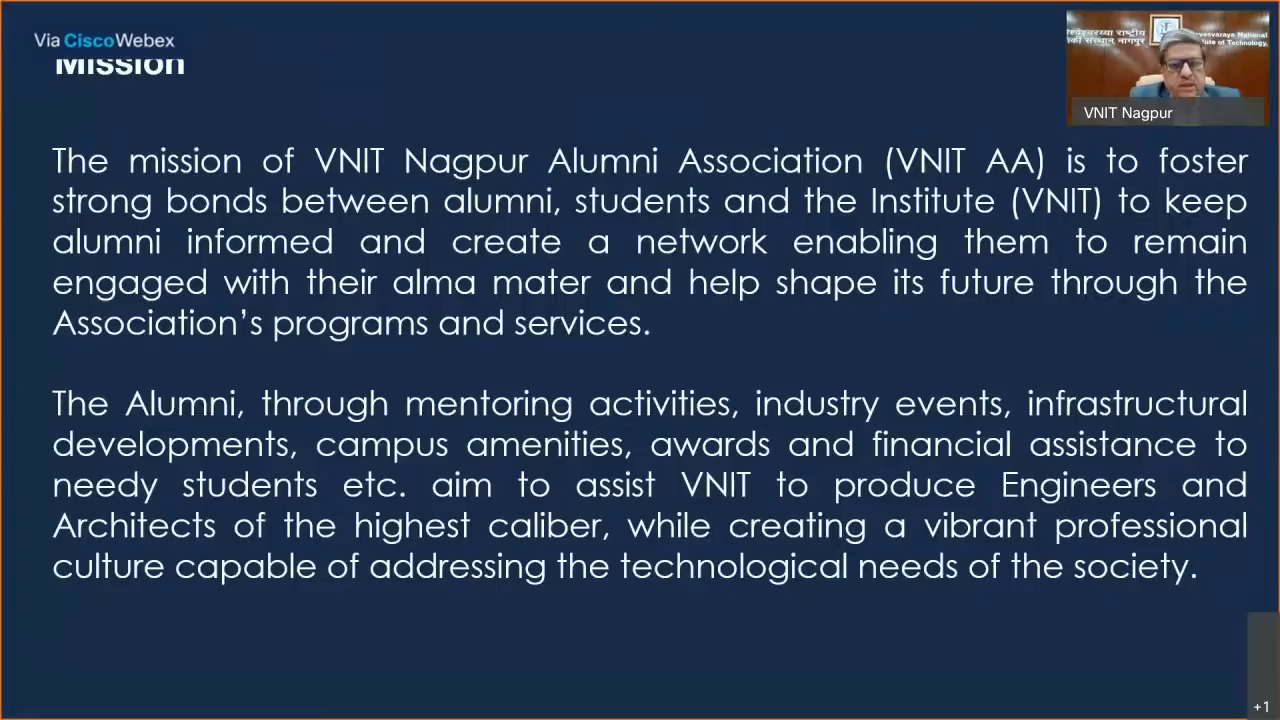 Via CiscoWebex
Mission
The mission of VNIT Nagpur Alumni Association (VNIT AA) is to foster
strong bonds between alumni, students and the Institute (VNIT) to keep
alumni informed and create a network enabling them to remain
engaged with their alma mater and help shape its future through the
Association’s programs and services.
The Alumni, through mentoring activities, industry events, infrastructural
developments, campus amenities, awards and financial assistance to
needy students etc. aim to assist VNIT to produce Engineers and
Architects of the highest caliber, while creating a vibrant professional
culture capable of addressing the technological needs of the society.
राष्ट्रीय
संस्थान, नागपुर
National
of Technology,
VNIT Nagpur
+1